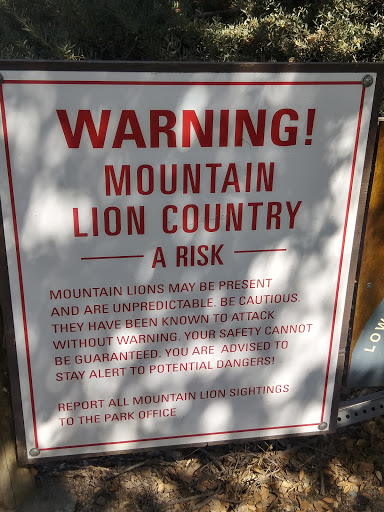 WARNING!
MOUNTAIN
LION COUNTRY
A RISK
MOUNTAIN LIONS MAY BE PRESENT
AND ARE UNPREDICTABLE. BE CAUTIOUS.
THEY HAVE BEEN KNOWN TO ATTACK
WITHOUT WARNING. YOUR SAFETY CANNOT
BE GUARANTEED. YOU ARE ADVISED TO
STAY ALERT TO POTENTIAL DANGERS!
REPORT ALL MOUNTAIN LION SIGHTINGS
TO THE PARK OFFICE
LOW